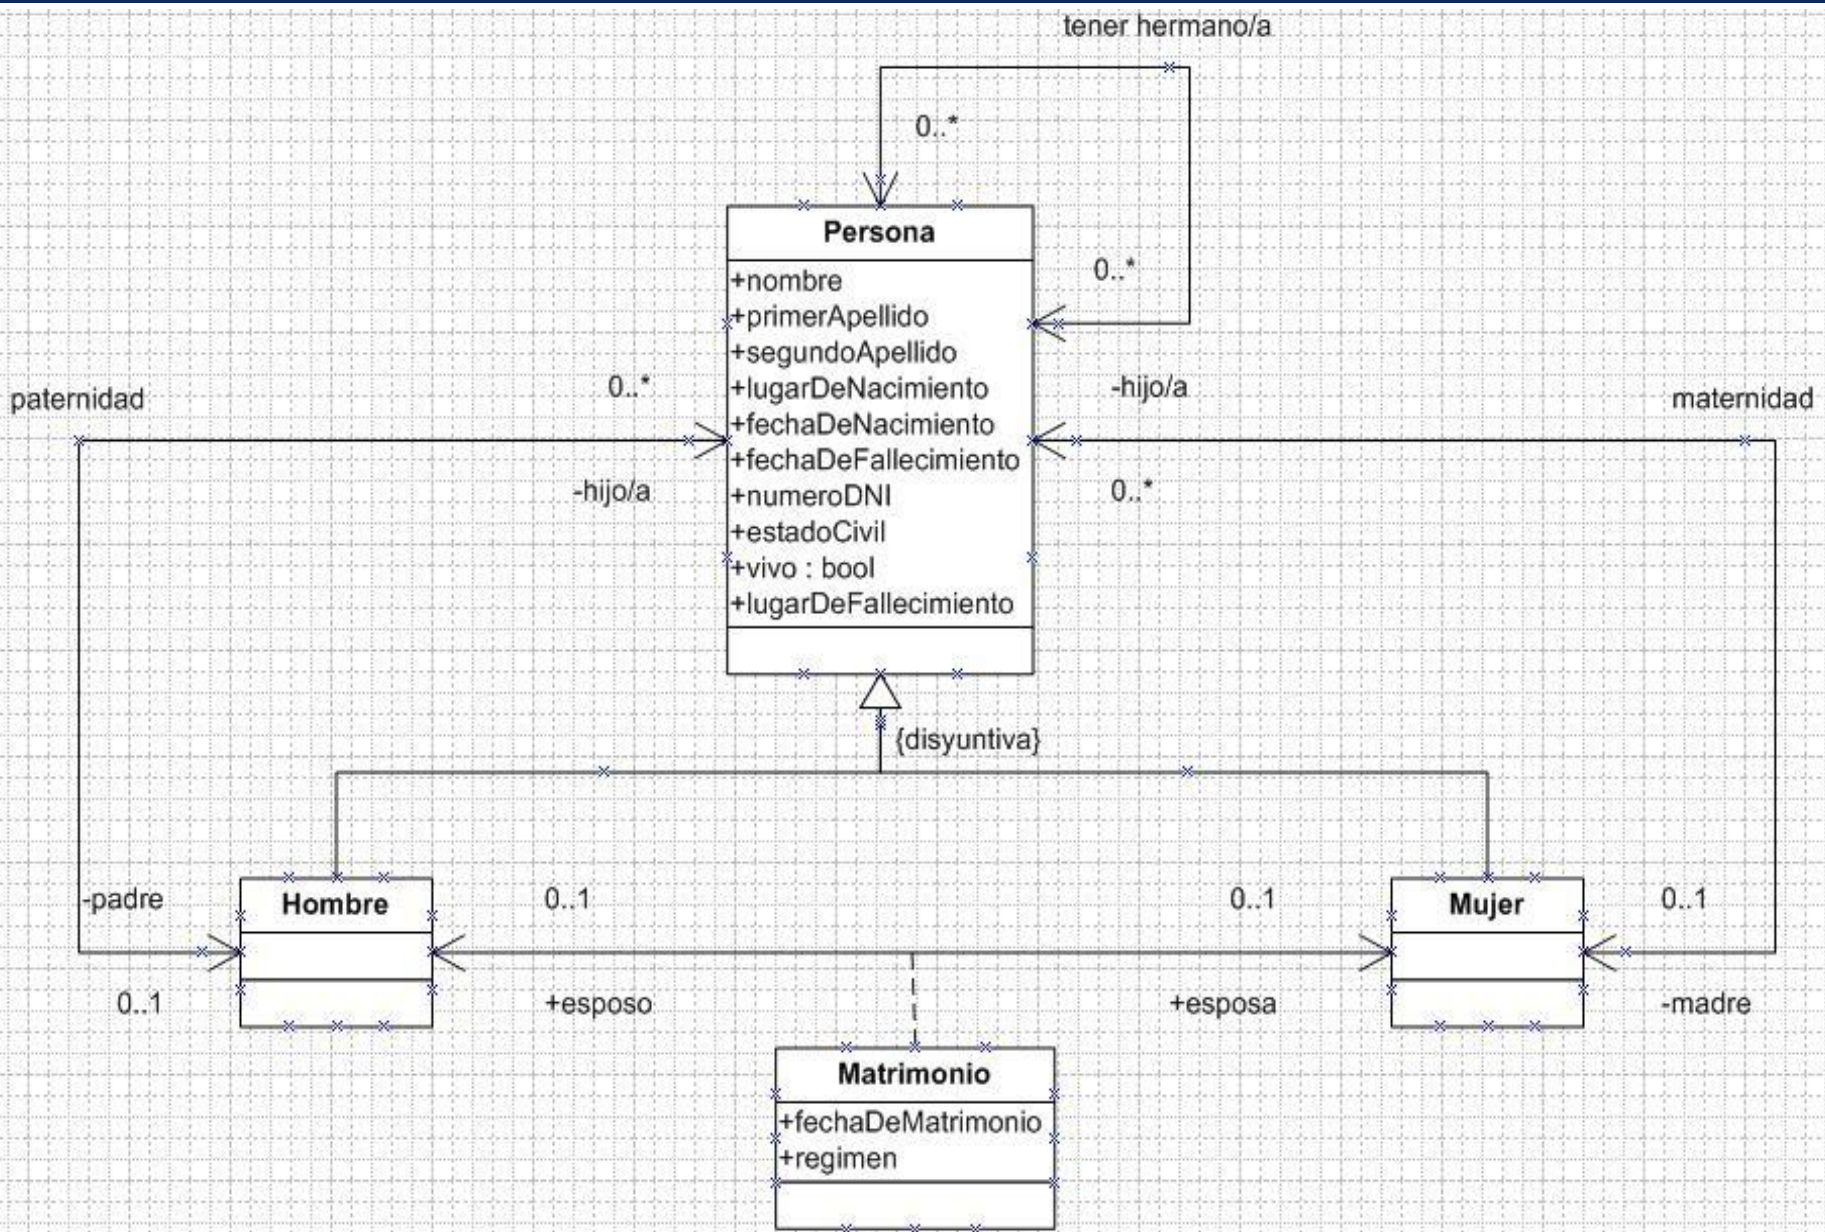 tener hermano/a
0..*
Persona
0..*
+nombre
+primerApellido
+segundoApellido
+lugarDeNacimiento
+fechaDeNacimiento
+fechaDeFallecimiento
+numeroDNI
+estadoCivil
+vivo : bool
+lugarDeFallecimiento
paternidad
0..*
-hijo/a
-hijo/a
0..*
maternidad
{disyuntiva}
-padre
0..1
Hombre
0..1
+esposo
0..1
+esposa
Mujer
0..1
-madre
Matrimonio
+fechaDeMatrimonio
+regimen